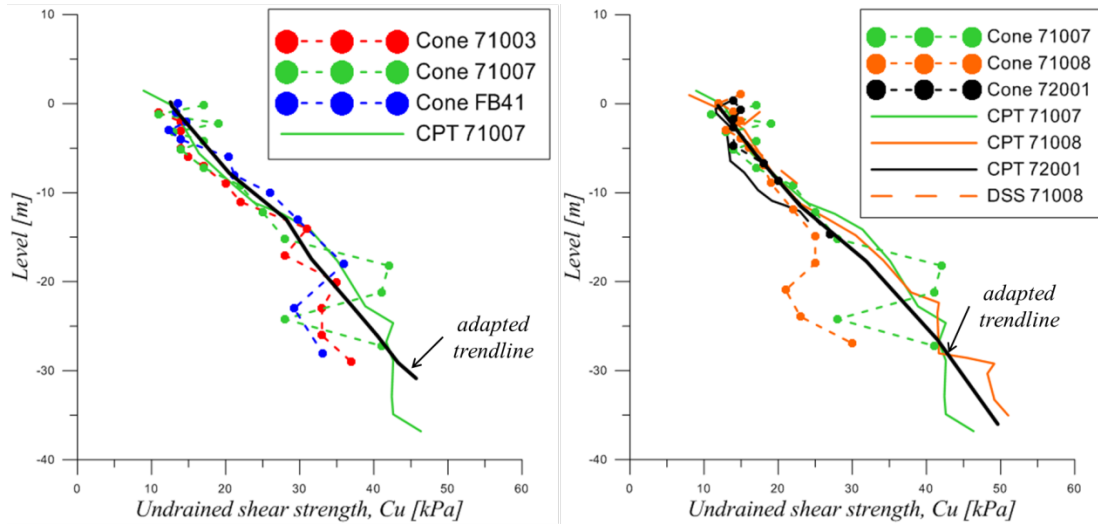 Cone 71003
Cone 71007
Cone FB41
CPT 71007
10
0
-10
-20
-30
-40
Level [m]
adapted
trendline
0
10
20
30
40
50
60
Undrained shear strength, Cu [kPa]
Cone 71007
Cone 71008
Cone 72001
CPT 71007
CPT 71008
CPT 72001
DSS 71008
10
0
-10
-20
-30
-40
Level [m]
adapted
trendline
0
10
20
30
40
50
60
Undrained shear strength, Cu [kPa]